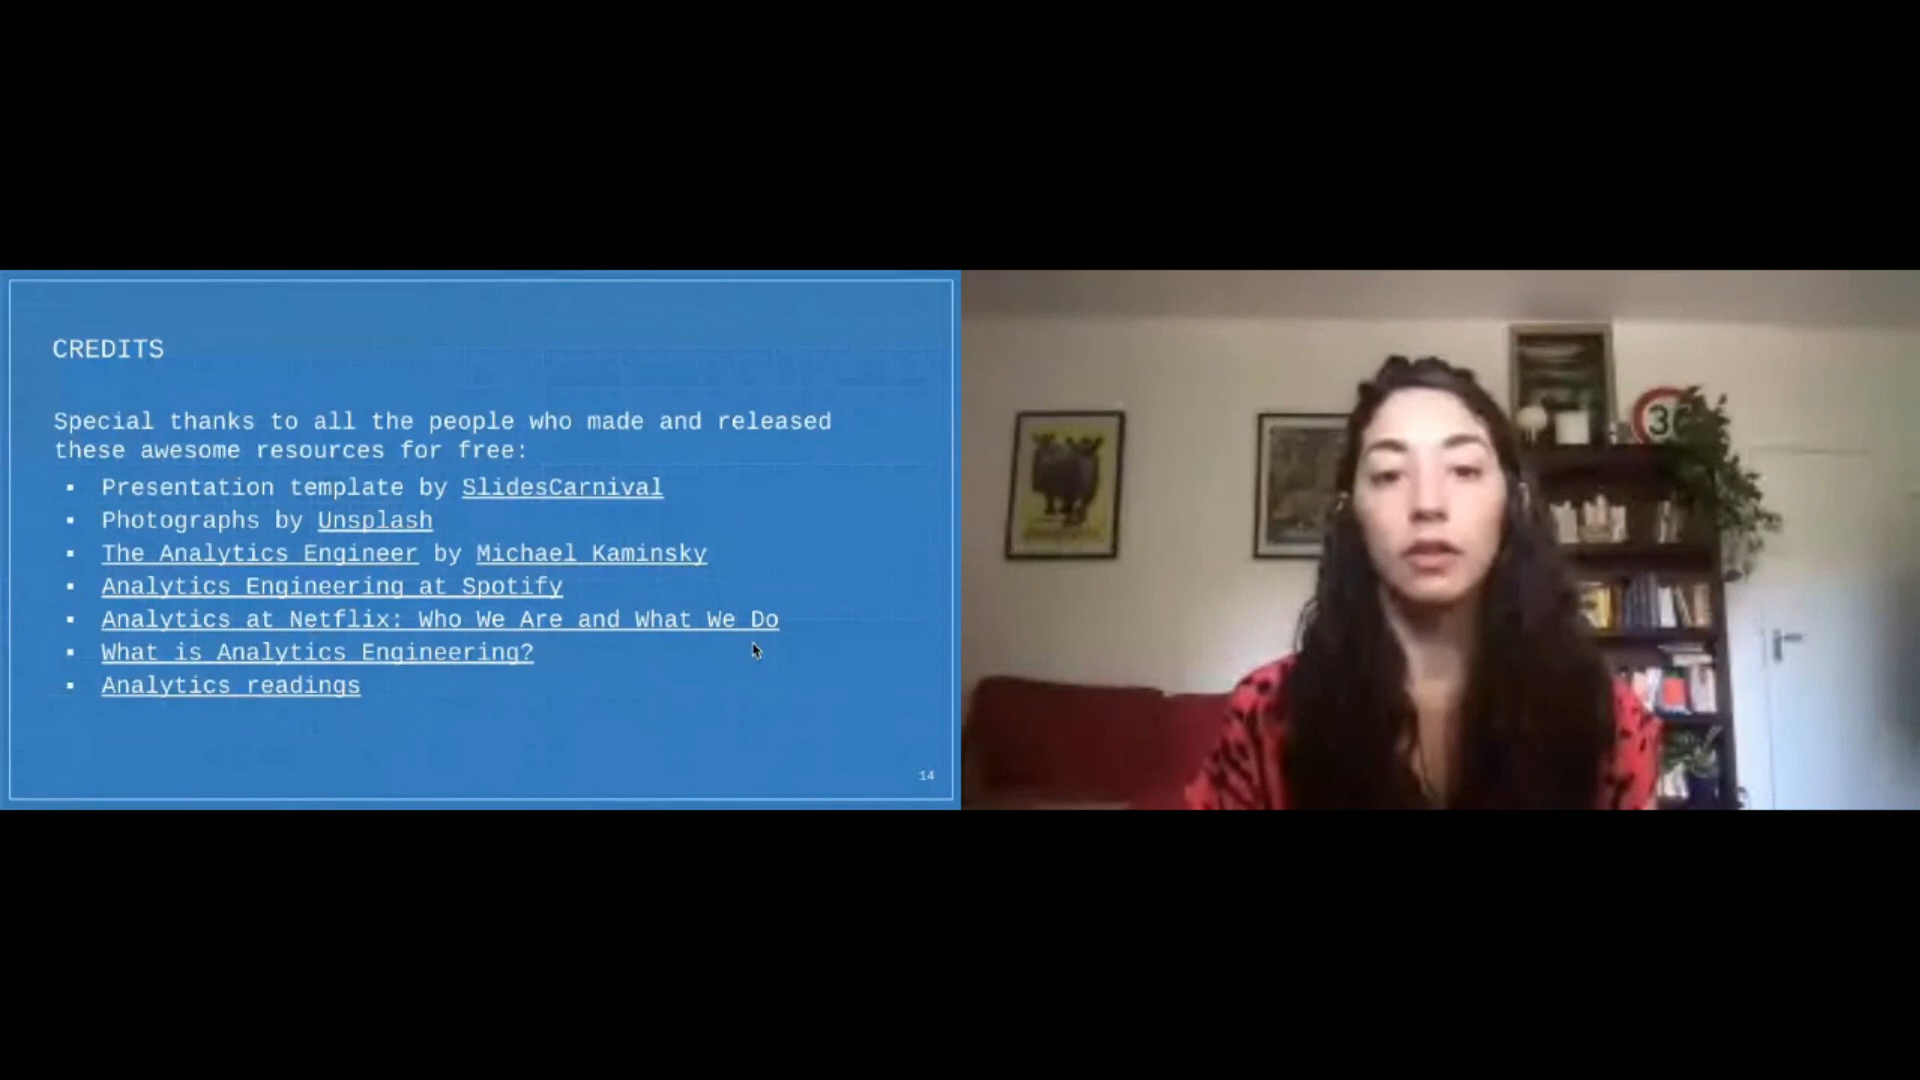 CREDITS
Special thanks to all the people who made and released
these awesome resources for free:
▪ Presentation template by SlidesCarnival
▪ Photographs by Unsplash
▪ The Analytics Engineer by Michael Kaminsky
▪ Analytics Engineering at Spotify
▪ Analytics at Netflix: Who We Are and What We Do
▪ What is Analytics Engineering?
▪ Analytics readings
14